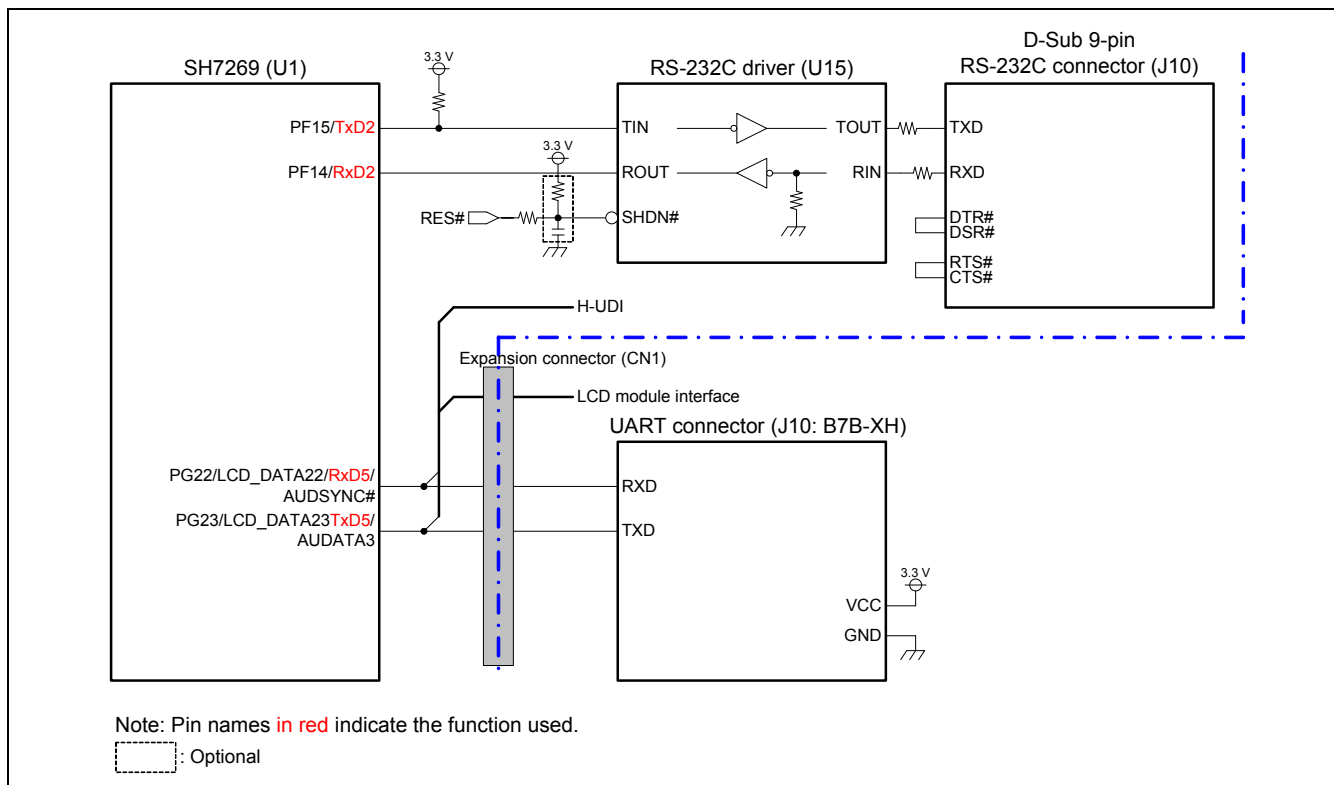 D-Sub 9-pin
SH7269 (U1)
RS-232C driver (U15)
RS-232C connector (J10)
3.3 V
PF15/TxD2
TIN
TOUT
TXD
3.3 V
PF14/RxD2
ROUT
RIN
RXD
RES#
SHDN#
DTR#
DSR#
RTS#
CTS#
H-UDI
Expansion connector (CN1)
LCD module interface
UART connector (J10: B7B-XH)
PG22/LCD_DATA22/RxD5/
AUDSYNC#
RXD
PG23/LCD_DATA23TxD5/
AUDATA3
TXD
3.3 V
VCC
GND
Note: Pin names in red indicate the function used.
: Optional